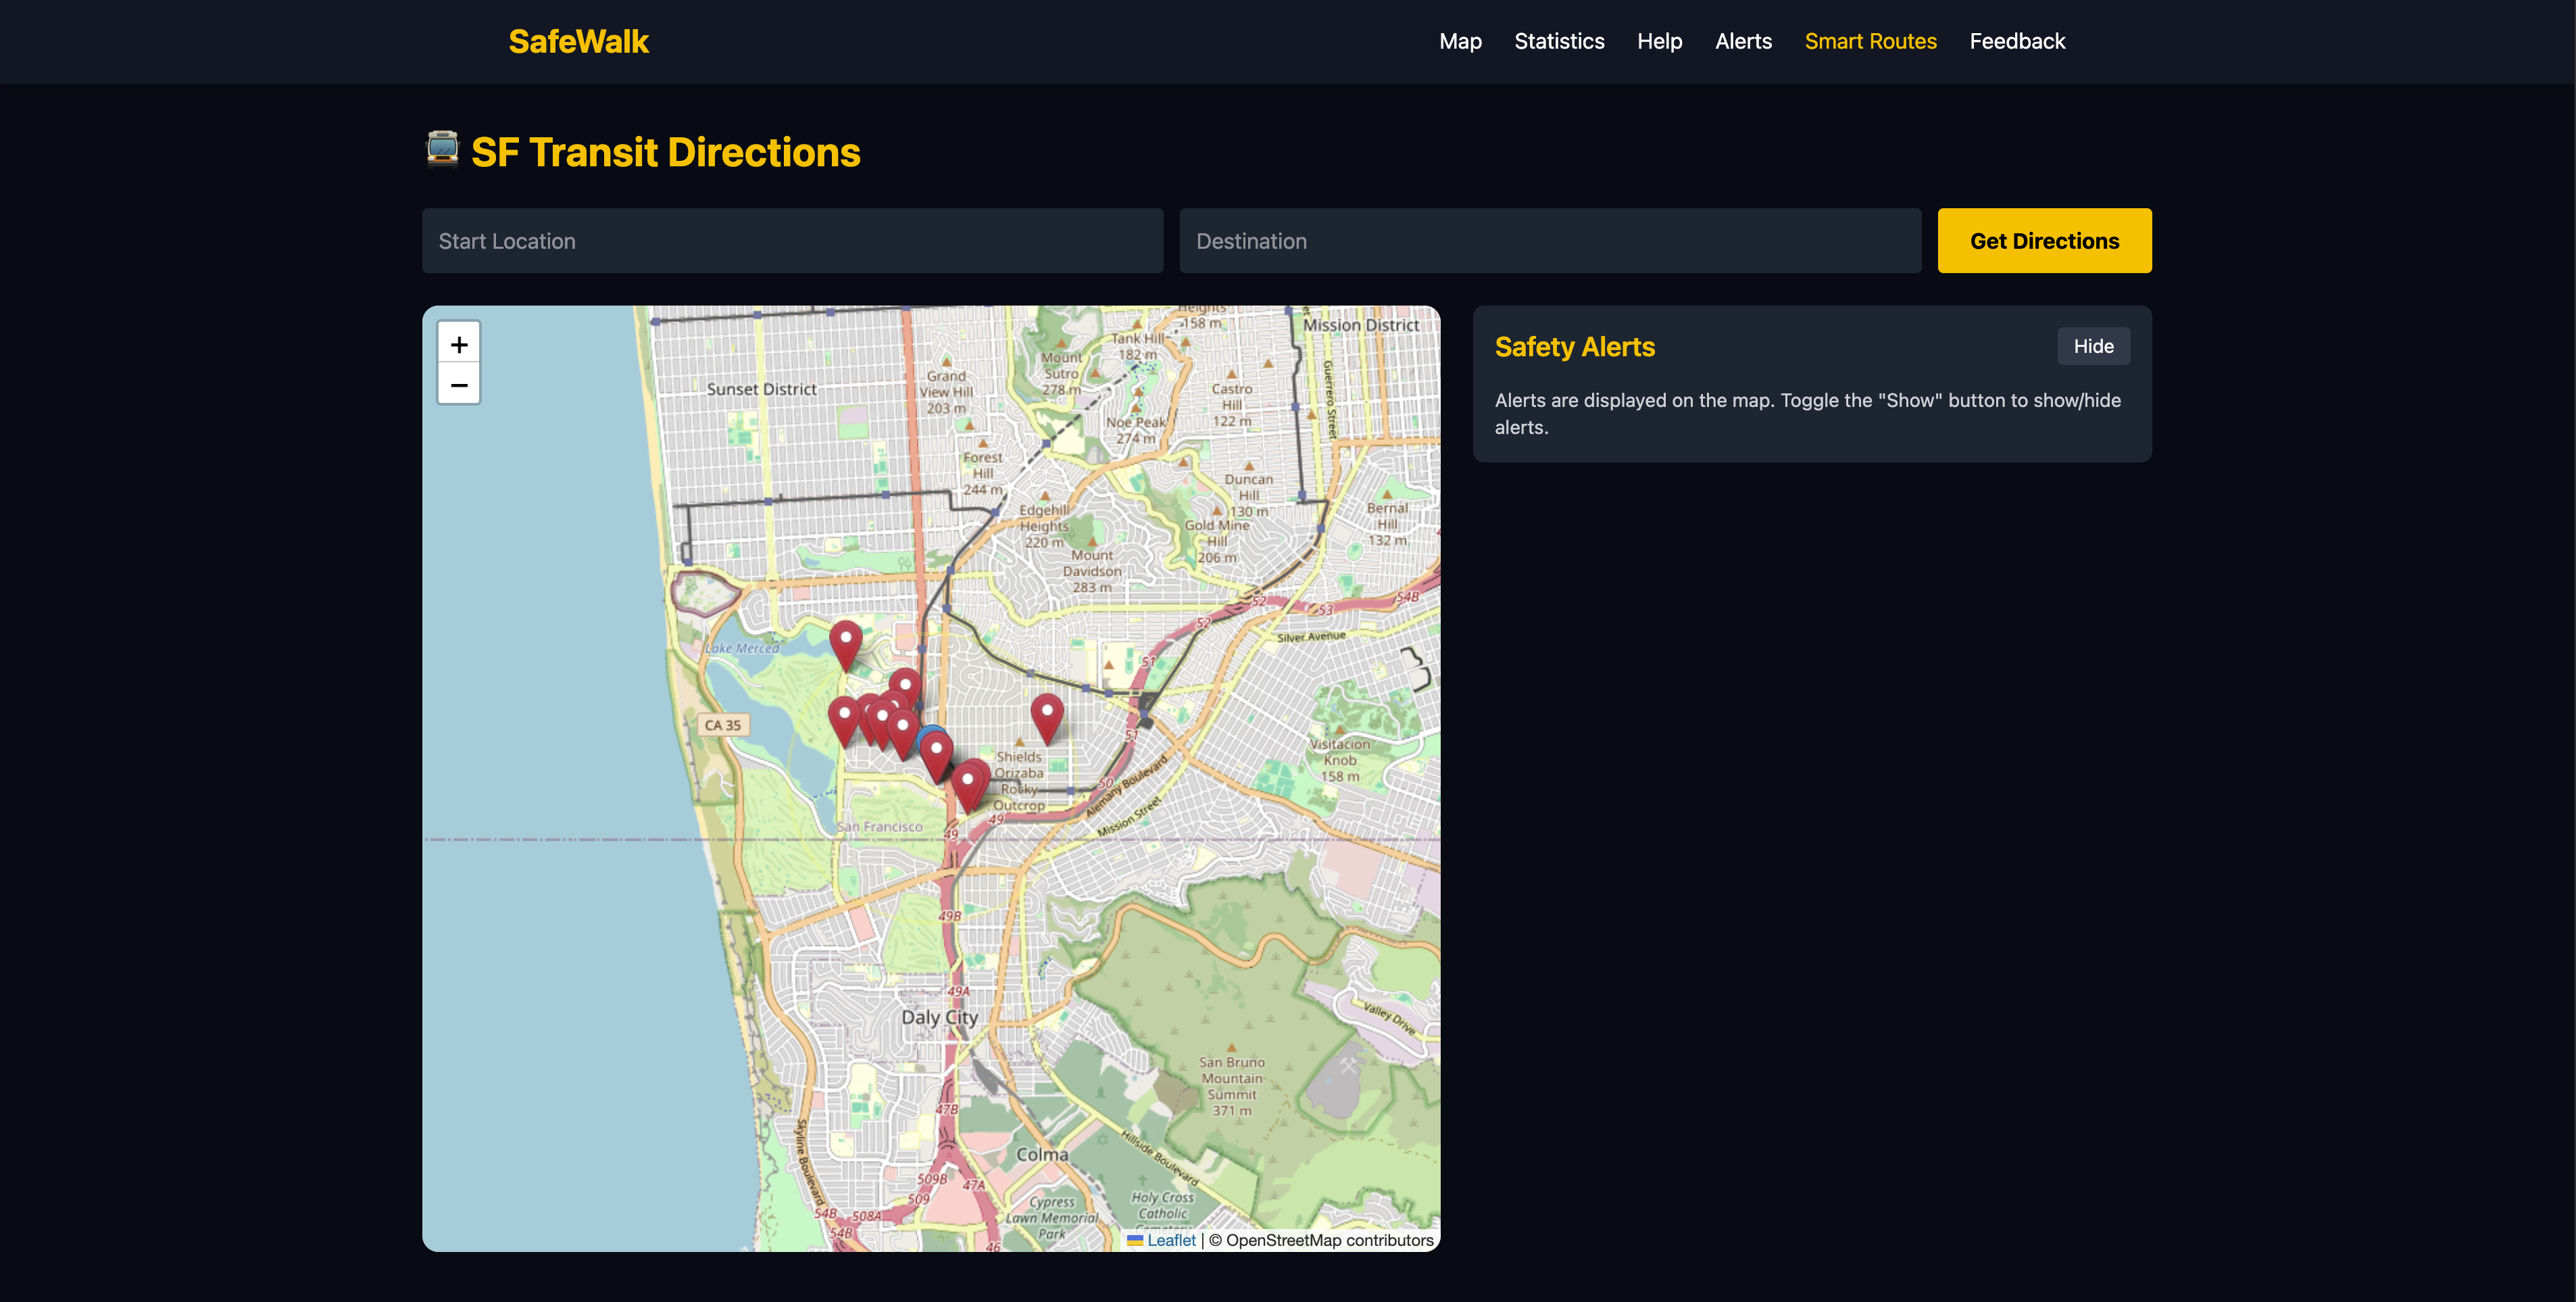 SafeWalk
Map
Statistics
Help
Alerts
Smart Routes
Feedback
SF Transit Directions
Start Location
Destination
Get Directions
+
−
Safety Alerts
Hide
Alerts are displayed on the map. Toggle the "Show" button to show/hide
alerts.
Heights
158 m
Mission District
Tank Hill
182 m
Mount
Sutro
278 m
Grand
View Hill
203 m
Sunset District
Castro
Hill
122 m
Guerrero Street
Noe Peak
274 m
Forest
Hill
244 m
Duncan
Hill
130 m
Edgehill
Heights
220 m
Gold Mine
Hill
206 m
Bernal
Hill
132 m
Mount
Davidson
283 m
52
53
54B
52
Silver Avenue
Lake Merced
51
CA 35
51
Visitacion
Knob
158 m
Shields
Orizaba
Rocky
Outcrop
50
Alemany Boulevard
Mission Street
San Francisco
49
49
49B
49A
Daly City
Valley Drive
San Bruno
Mountain
Summit
371 m
47B
Skyline Boulevard
Hillside Boulevard
Colma
509B
47A
509
54B
508A
54B
46
Cypress
Lawn Memorial
Park
Holy Cross
Catholic
Cemetery
Leaflet | © OpenStreetMap contributors